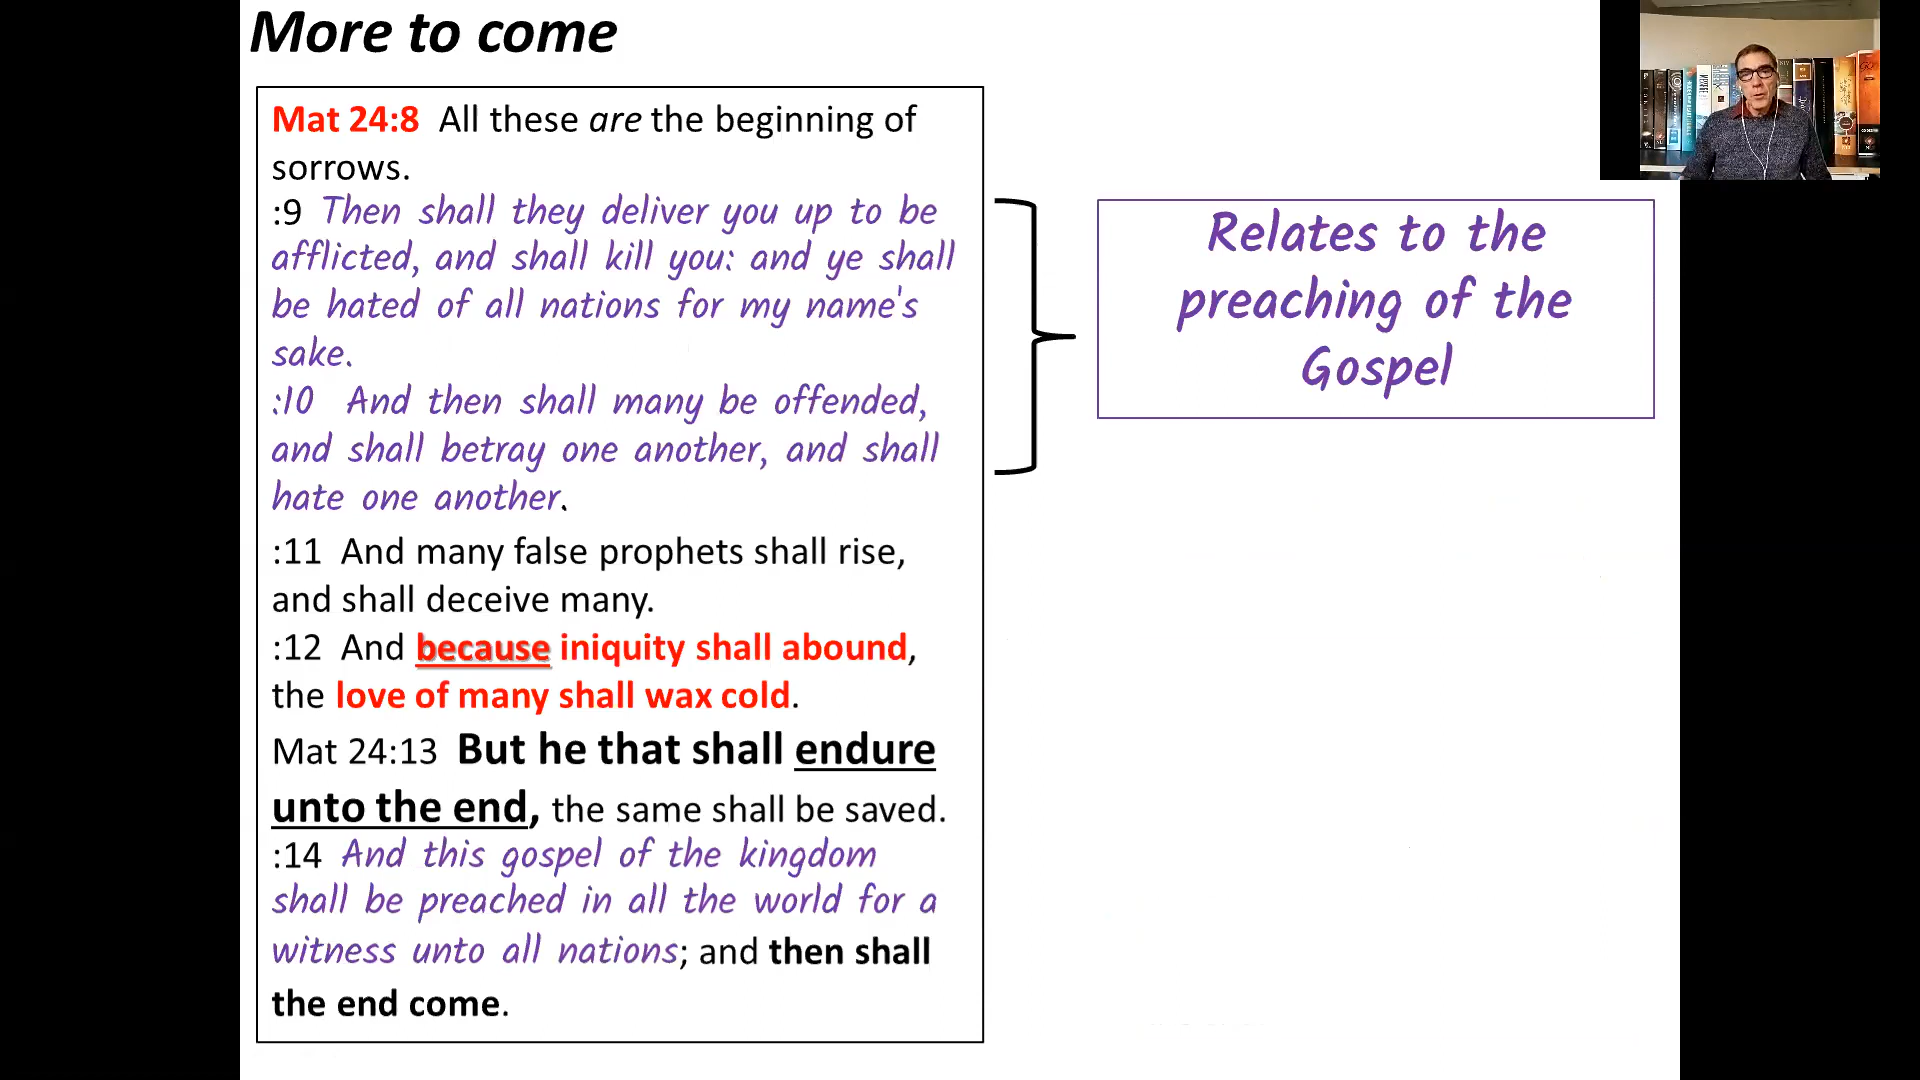 More to come
Mat 24:8 All these are the beginning of
sorrows.
:9 Then shall they deliver you up to be
afflicted, and shall kill you: and ye shall
be hated of all nations for my name's
sake.
:10 And then shall many be offended,
and shall betray one another, and shall
hate one another.
:11 And many false prophets shall rise,
and shall deceive many.
:12 And because iniquity shall abound,
the love of many shall wax cold.
Mat 24:13 But he that shall endure
unto the end, the same shall be saved.
:14 And this gospel of the kingdom
shall be preached in all the world for a
witness unto all nations; and then shall
the end come.
Relates to the
preaching of the
Gospel